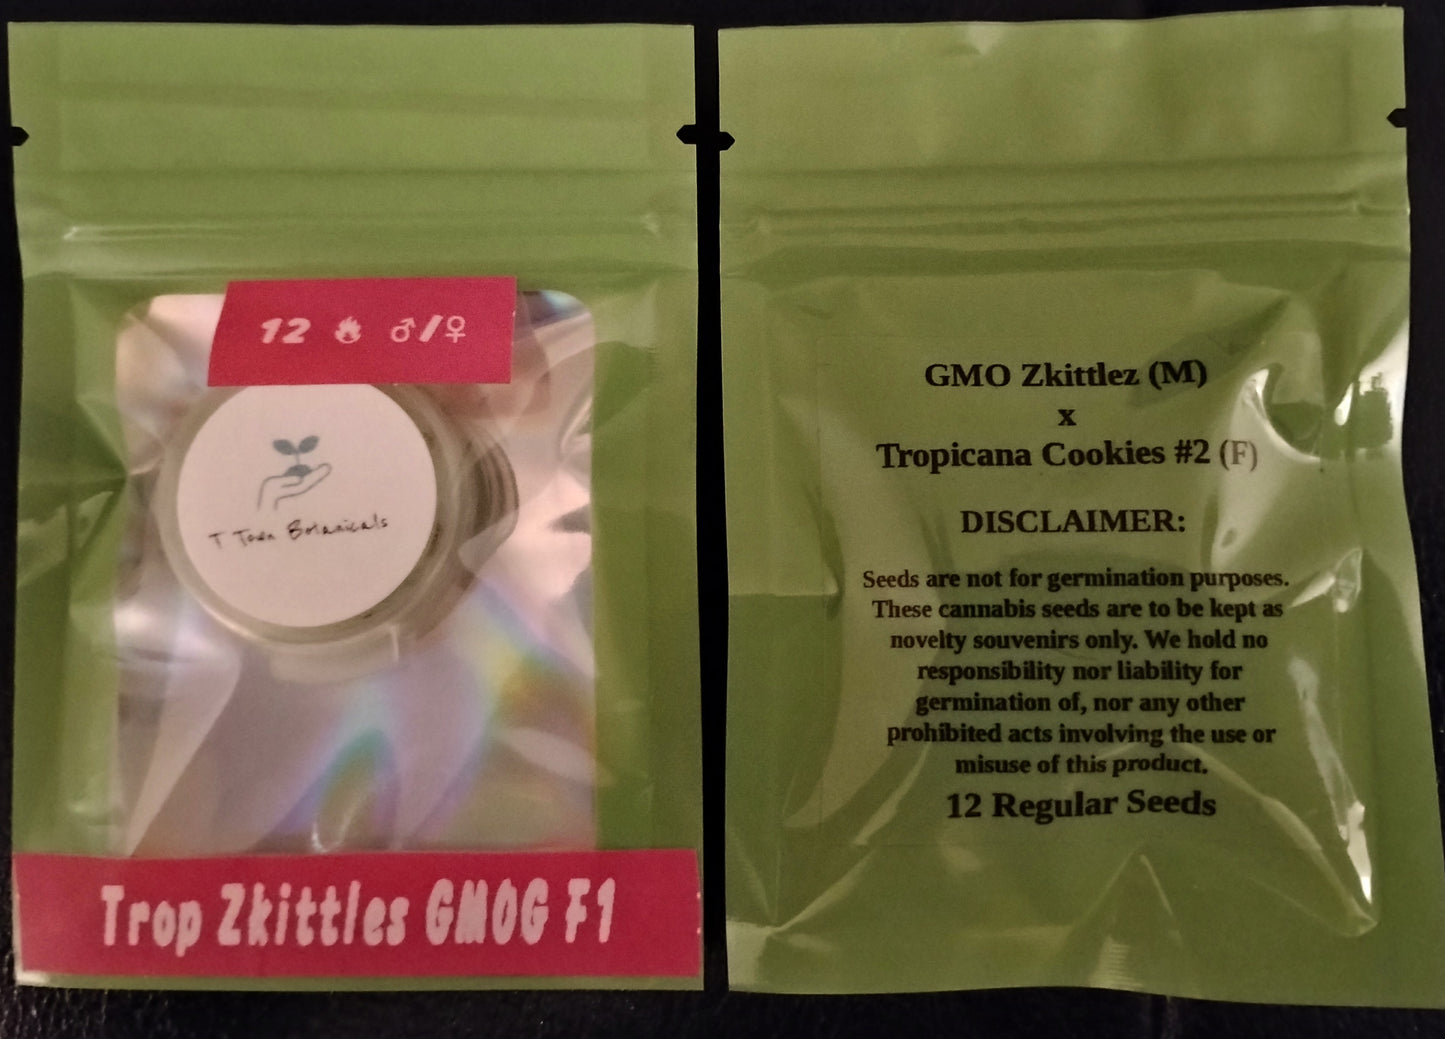 12 🔥 ♂/♀
T Town Botanicals
Trop Zkittles GMOG F1
GMO Zkittlez (M)
x
Tropicana Cookies #2 (F)
DISCLAIMER:
Seeds are not for germination purposes.
These cannabis seeds are to be kept as
novelty souvenirs only. We hold no
responsibility nor liability for
germination of, nor any other
prohibited acts involving the use or
misuse of this product.
12 Regular Seeds